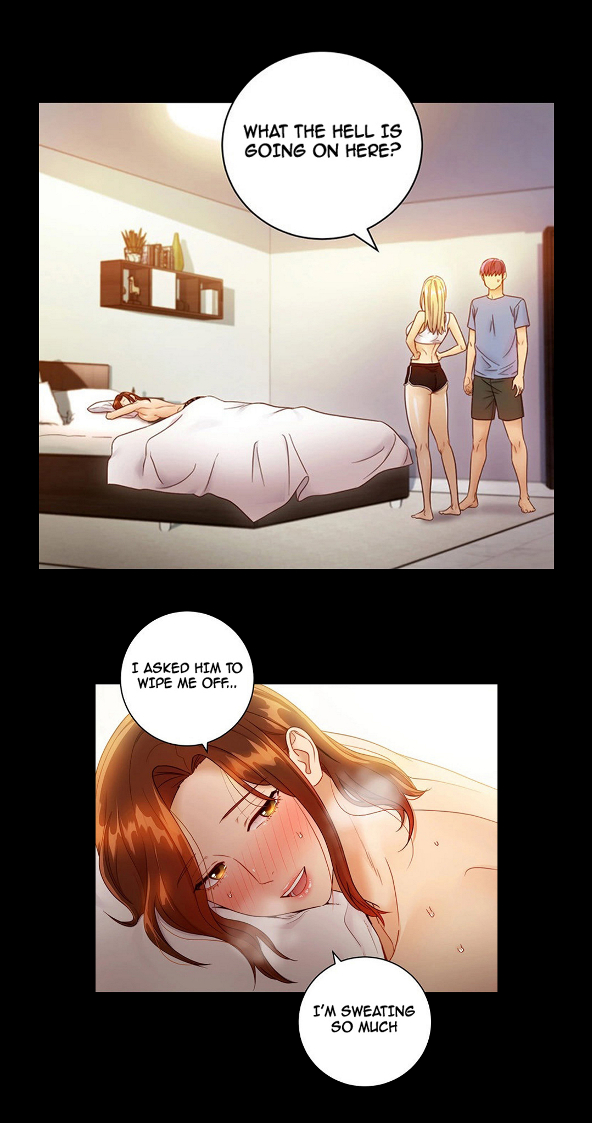 WHAT THE HELL IS
GOING ON HERE?
I ASKED HIM TO
WIPE ME OFF...
I'M SWEATING
SO MUCH